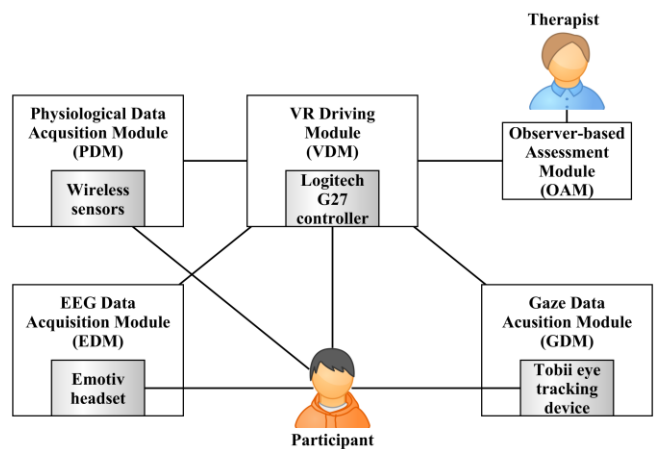 Therapist
Physiological Data
Acqusition Module
(PDM)
Wireless
sensors
VR Driving
Module
(VDM)
Logitech
G27
controller
Observer-based
Assessment
Module
(OAM)
EEG Data
Acquisition Module
(EDM)
Emotiv
headset
Gaze Data
Acusition Module
(GDM)
Tobii eye
tracking
device
Participant